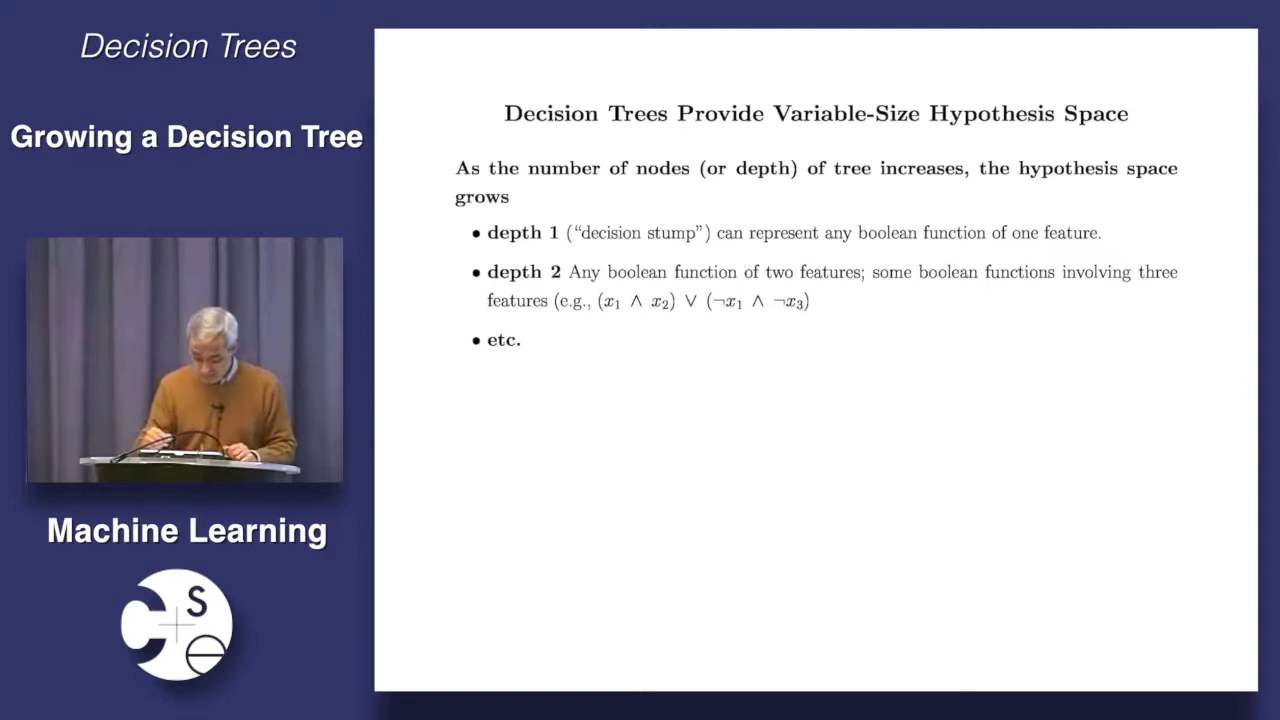 Decision Trees
Growing a Decision Tree
Machine Learning
C S e
Decision Trees Provide Variable-Size Hypothesis Space
As the number of nodes (or depth) of tree increases, the hypothesis space
grows
• depth 1 (“decision stump”) can represent any boolean function of one feature.
• depth 2 Any boolean function of two features; some boolean functions involving three
features (e.g., (x₁ ∧ x₂) ∨ (¬x₁ ∧ ¬x₃)
• etc.